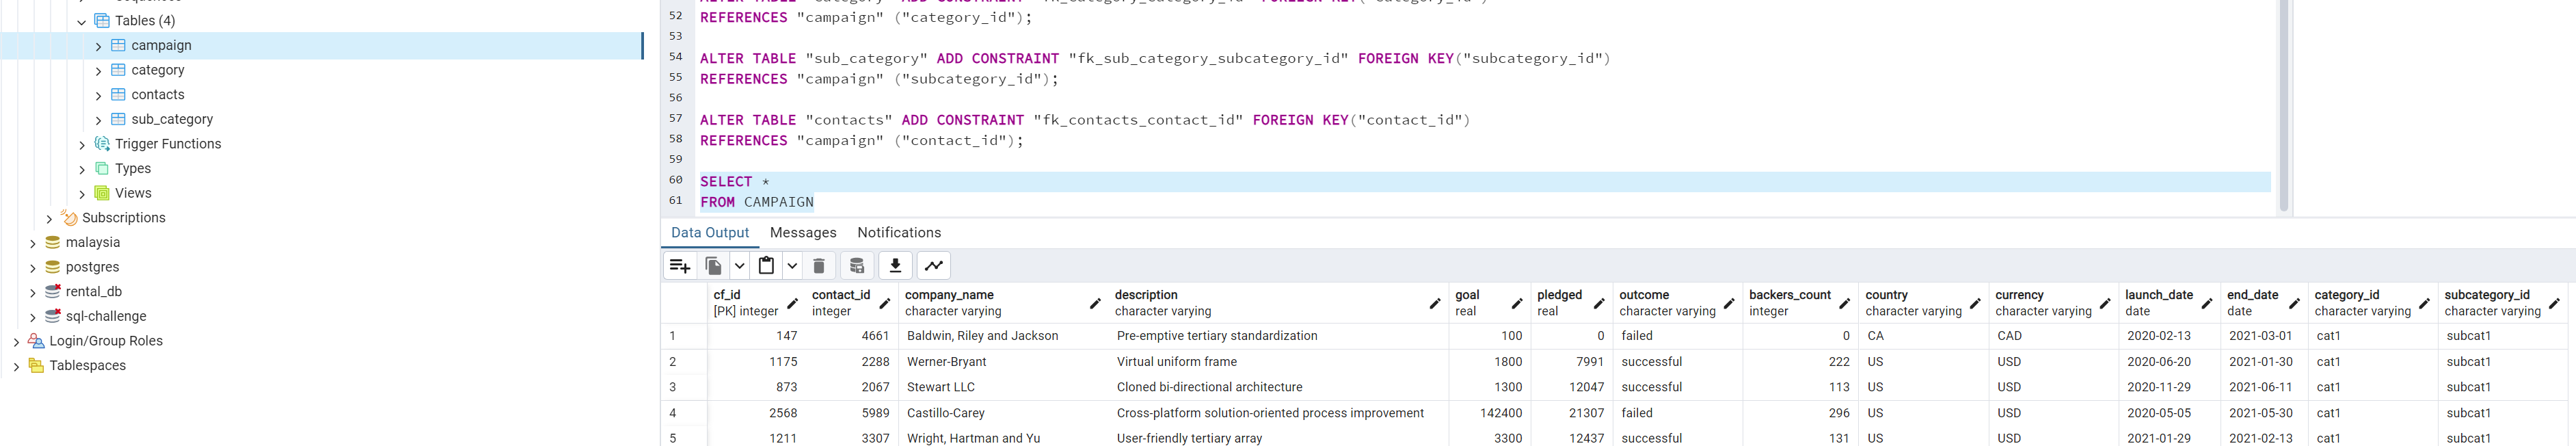 Tables (4)
campaign
category
contacts
sub_category
Trigger Functions
Types
Views
Subscriptions
malaysia
postgres
rental_db
sql-challenge
Login/Group Roles
Tablespaces
52 REFERENCES "campaign" ("category_id");
53
54 ALTER TABLE "sub_category" ADD CONSTRAINT "fk_sub_category_subcategory_id" FOREIGN KEY("subcategory_id")
55 REFERENCES "campaign" ("subcategory_id");
56
57 ALTER TABLE "contacts" ADD CONSTRAINT "fk_contacts_contact_id" FOREIGN KEY("contact_id")
58 REFERENCES "campaign" ("contact_id");
59
60 SELECT *
61 FROM CAMPAIGN
Data Output Messages Notifications
cf_id contact_id company_name description goal pledged outcome backers_count country currency launch_date end_date category_id subcategory_id
[PK] integer integer character varying character varying real real character varying integer character varying character varying date date character varying character varying
1 147 4661 Baldwin, Riley and Jackson Pre-emptive tertiary standardization 100 0 failed 0 CA CAD 2020-02-13 2021-03-01 cat1 subcat1
2 1175 2288 Werner-Bryant Virtual uniform frame 1800 7991 successful 222 US USD 2020-06-20 2021-01-30 cat1 subcat1
3 873 2067 Stewart LLC Cloned bi-directional architecture 1300 12047 successful 113 US USD 2020-11-29 2021-06-11 cat1 subcat1
4 2568 5989 Castillo-Carey Cross-platform solution-oriented process improvement 142400 21307 failed 296 US USD 2020-05-05 2021-05-30 cat1 subcat1
5 1211 3307 Wright, Hartman and Yu User-friendly tertiary array 3300 12437 successful 131 US USD 2021-01-29 2021-02-13 cat1 subcat1